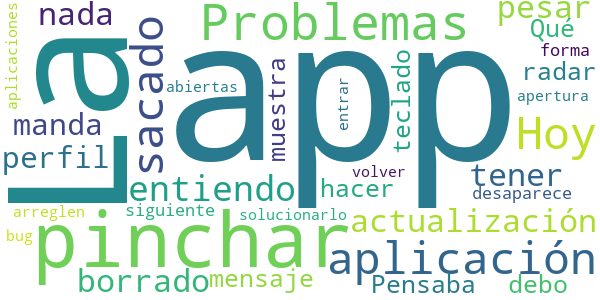 aplicaciones
nada
La
sacado
Problemas
app
pesar
Qué
forma
radar
apertura
abiertas
muestra
entrar
teclado
manda
perfil
Hoy
entiendo
hacer
volver
tener
desaparece
arreglen
siguiente
solucionarlo
actualización
bug
pinchar
aplicación
borrado
mensaje
Pensaba
debo